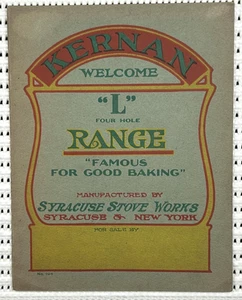 KERNAN
WELCOME
"L"
FOUR HOLE
RANGE
"FAMOUS
FOR GOOD BAKING"
MANUFACTURED BY
SYRACUSE STOVE WORKS
SYRACUSE & NEW YORK
FOR SALE BY